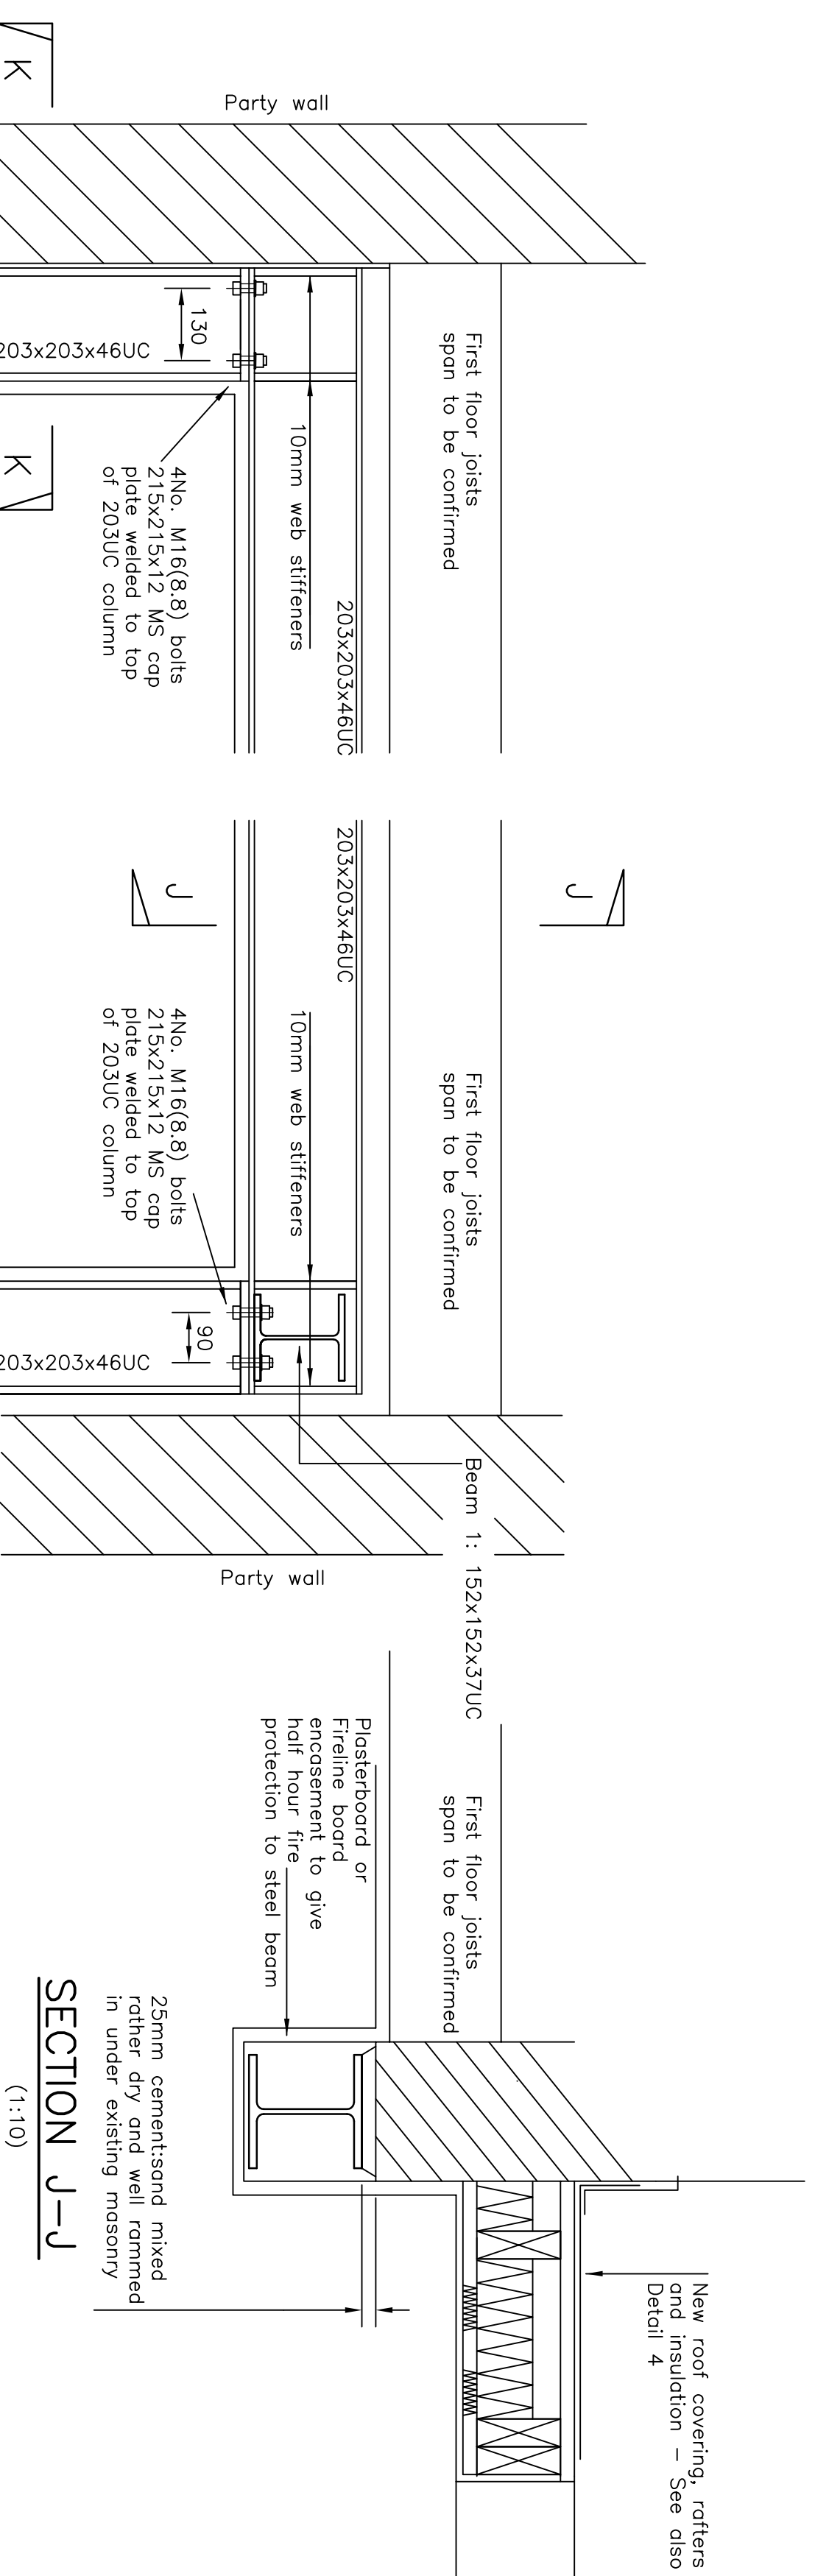 K
K
Party wall
First floor joists
span to be confirmed
203x203x46UC
10mm web stiffeners
130
203x203x46UC
4No. M16(8.8) bolts
215x215x12 MS cap
plate welded to top
of 203UC column
J
J
First floor joists
span to be confirmed
203x203x46UC
10mm web stiffeners
4No. M16(8.8) bolts
215x215x12 MS cap
plate welded to top
of 203UC column
90
203x203x46UC
Beam 1: 152x152x37UC
Party wall
First floor joists
span to be confirmed
Plasterboard or
Fireline board
encasement to give
half hour fire
protection to steel beam
New roof covering, rafters
and insulation – See also
Detail 4
25mm cement:sand mixed
rather dry and well rammed
in under existing masonry
SECTION J–J
(1:10)